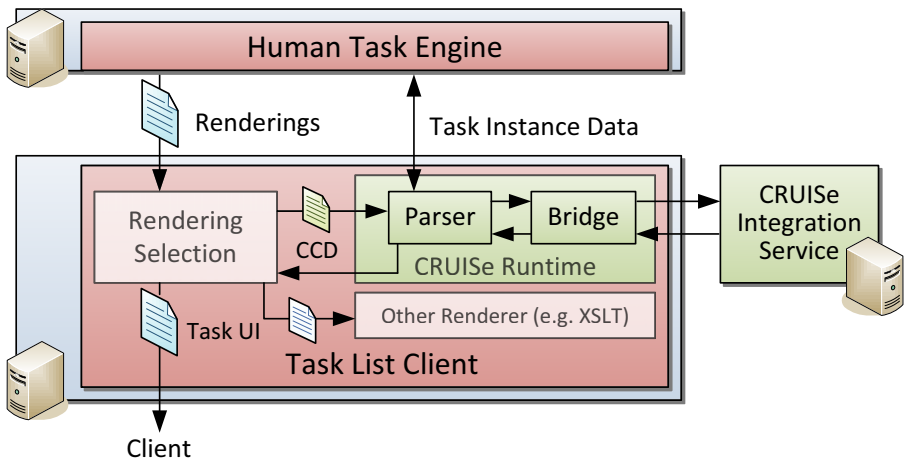 Human Task Engine
Renderings
Task Instance Data
Rendering
Selection
CCD
Parser
Bridge
CRUISe Runtime
CRUISe
Integration
Service
Other Renderer (e.g. XSLT)
Task UI
Task List Client
Client